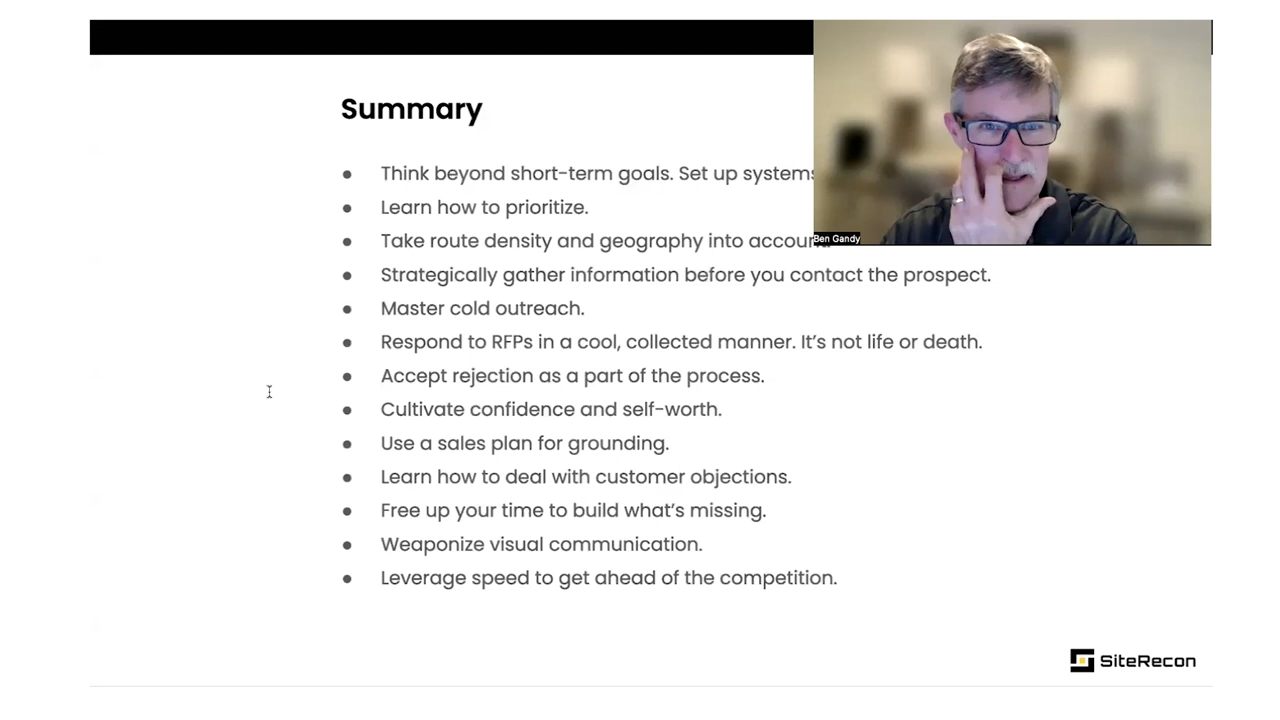 Summary
● Think beyond short-term goals. Set up systems
● Learn how to prioritize.
● Take route density and geography into account.
● Strategically gather information before you contact the prospect.
● Master cold outreach.
● Respond to RFPs in a cool, collected manner. It’s not life or death.
● Accept rejection as a part of the process.
● Cultivate confidence and self-worth.
● Use a sales plan for grounding.
● Learn how to deal with customer objections.
● Free up your time to build what’s missing.
● Weaponize visual communication.
● Leverage speed to get ahead of the competition.
Ben Gandy
SiteRecon